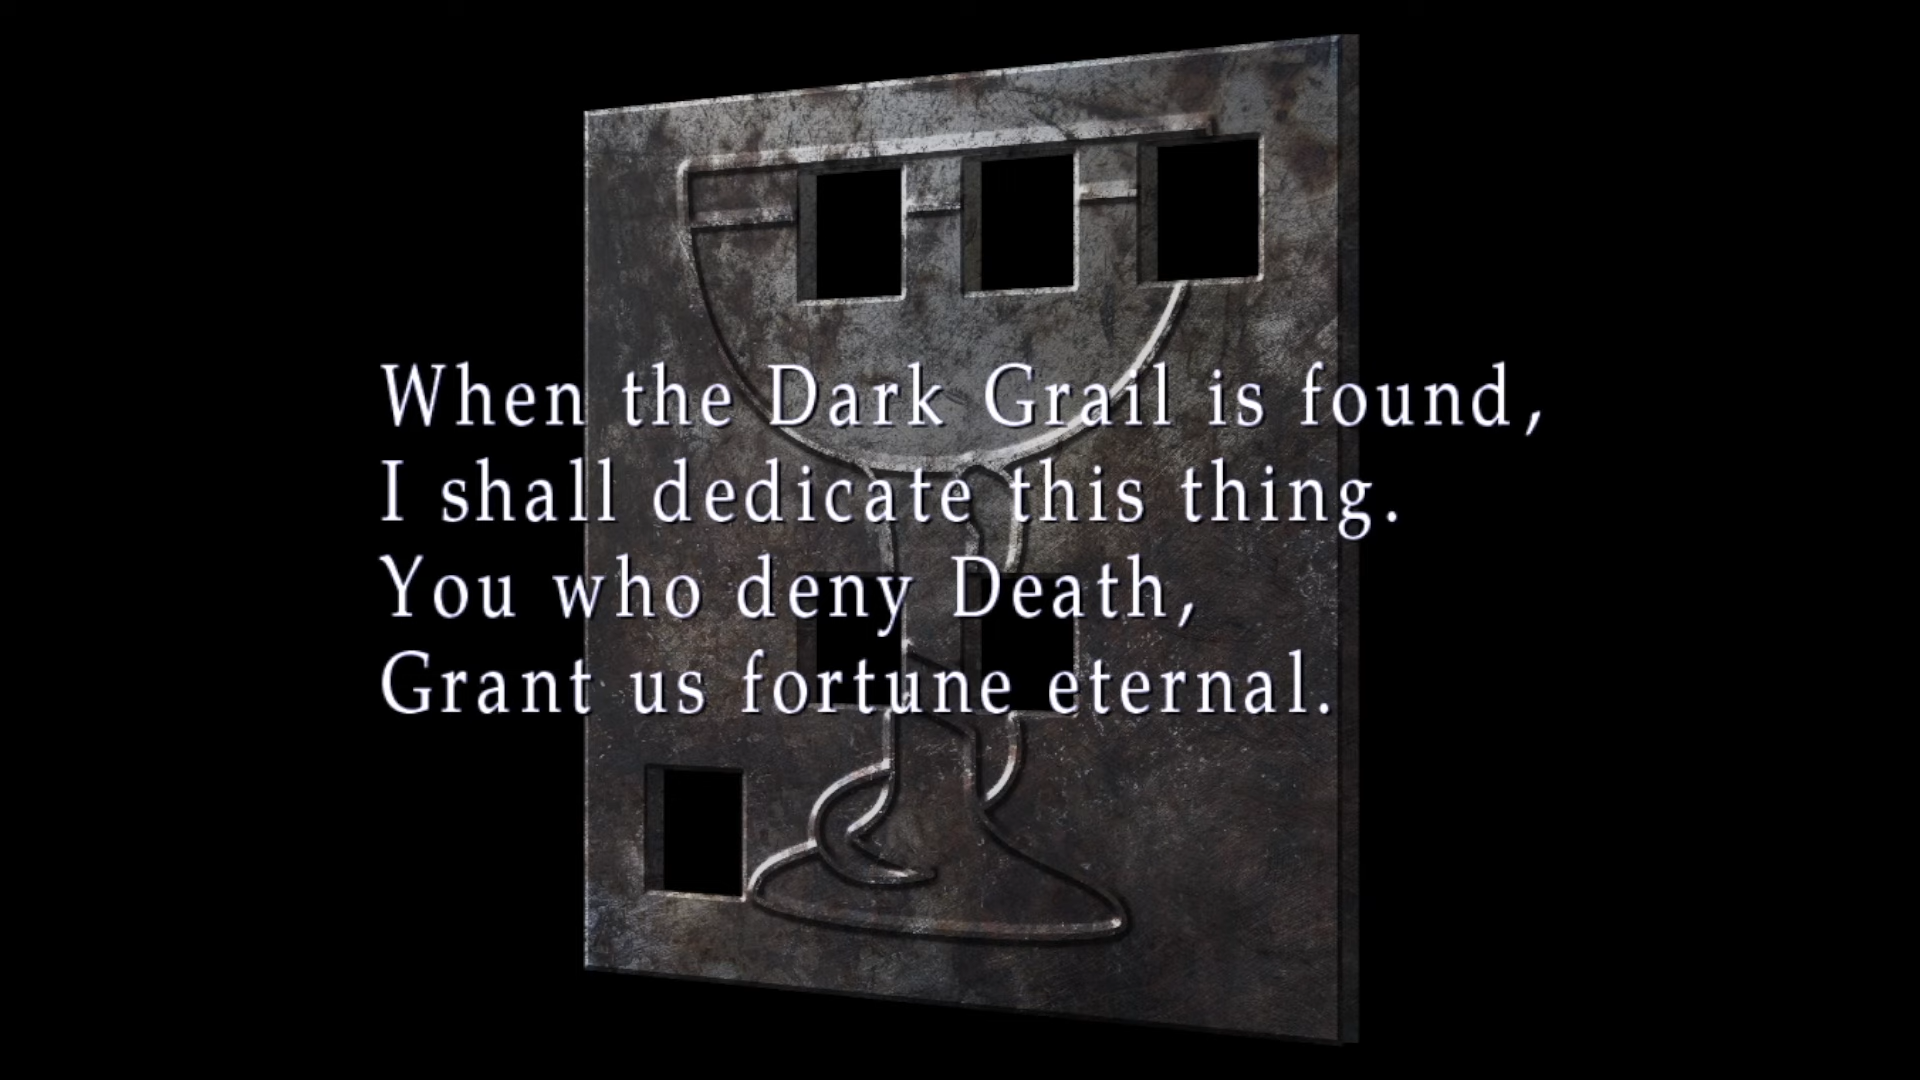 When the Dark Grail is found,
I shall dedicate this thing.
You who deny Death,
Grant us fortune eternal.